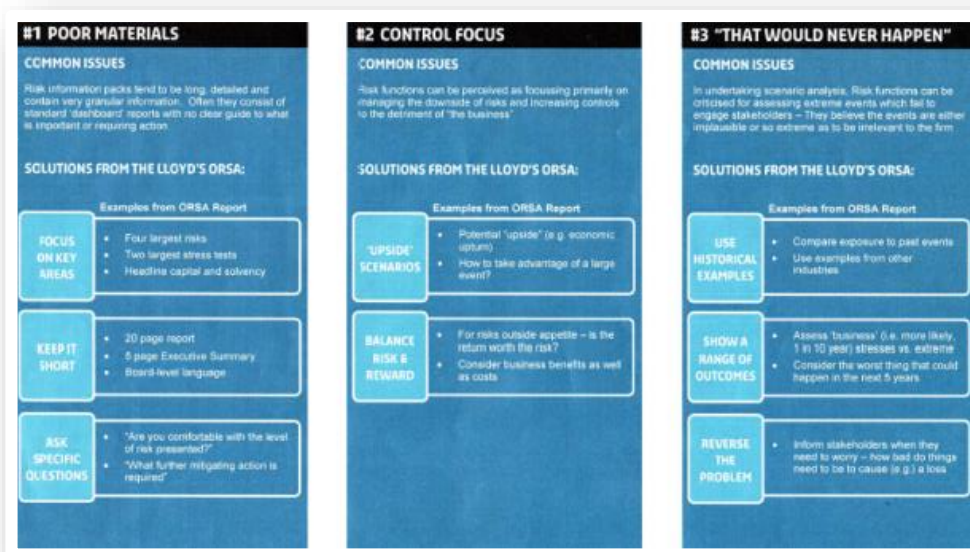 #1 POOR MATERIALS
COMMON ISSUES
Risk information packs tend to be long, detailed and
contain very granular information. Often they consist of
standard 'dashboard' reports with no clear guide to what
is important or requiring action
SOLUTIONS FROM THE LLOYD'S ORSA:
Examples from ORSA Report
FOCUS
ON KEY
AREAS
• Four largest risks
• Two largest stress tests
• Headline capital and solvency
KEEP IT
SHORT
• 20 page report
• 5 page Executive Summary
• Board-level language
ASK
SPECIFIC
QUESTIONS
• "Are you comfortable with the level
of risk presented?"
• "What further mitigating action is
required"
#2 CONTROL FOCUS
COMMON ISSUES
Risk functions can be perceived as focussing primarily on
managing the downside of risks and increasing controls
to the detriment of "the business"
SOLUTIONS FROM THE LLOYD'S ORSA:
Examples from ORSA Report
'UPSIDE'
SCENARIOS
• Potential "upside" (e.g. economic
upturn)
• How to take advantage of a large
event?
BALANCE
RISK &
REWARD
• For risks outside appetite – is the
return worth the risk?
• Consider business benefits as well
as costs
#3 "THAT WOULD NEVER HAPPEN"
COMMON ISSUES
In undertaking scenario analysis, Risk functions can be
criticised for assessing extreme events which fail to
engage stakeholders – They believe the events are either
implausible or so extreme as to be irrelevant to the firm
SOLUTIONS FROM THE LLOYD'S ORSA:
Examples from ORSA Report
USE
HISTORICAL
EXAMPLES
• Compare exposure to past events
• Use examples from other
industries
SHOW A
RANGE OF
OUTCOMES
• Assess 'business' (i.e. more likely,
1 in 10 year) stresses vs. extreme
• Consider the worst thing that could
happen in the next 5 years
REVERSE
THE
PROBLEM
• Inform stakeholders when they
need to worry – how bad do things
need to be to cause (e.g.) a loss